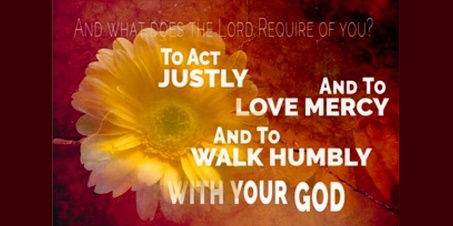 And what does the Lord Require of you?
To Act
JUSTLY
And To
LOVE MERCY
And To
WALK HUMBLY
WITH YOUR GOD